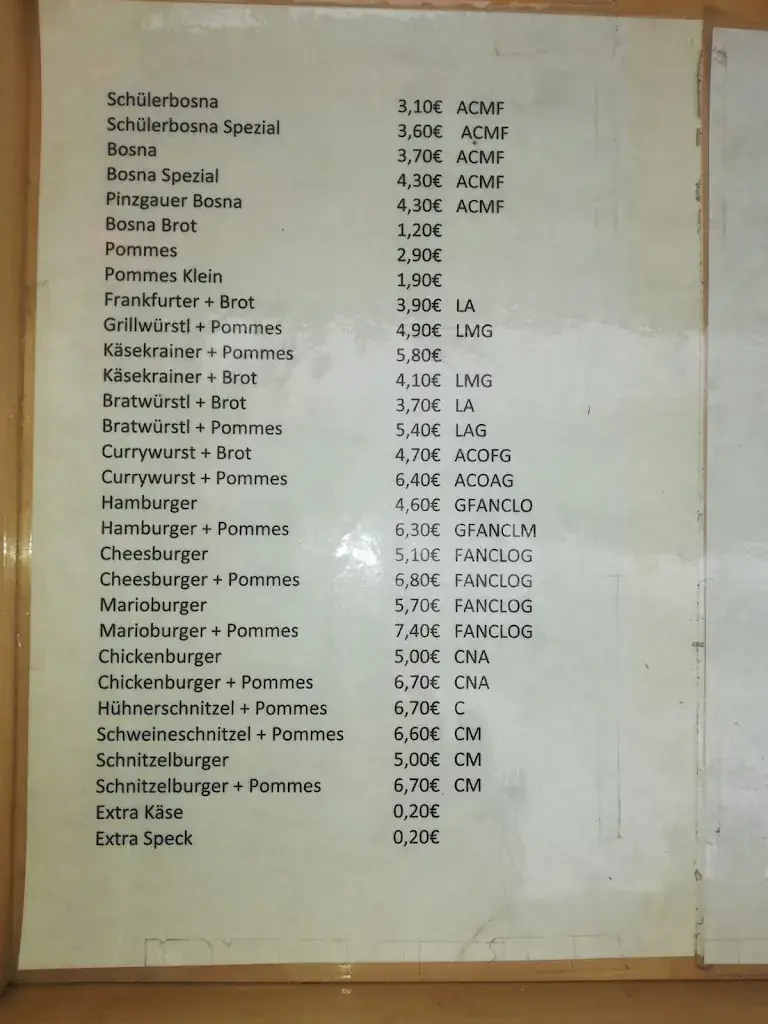 Schülerbosna 3,10€ ACMF
Schülerbosna Spezial 3,60€ ACMF
Bosna 3,70€ ACMF
Bosna Spezial 4,30€ ACMF
Pinzgauer Bosna 4,30€ ACMF
Bosna Brot 1,20€
Pommes 2,90€
Pommes Klein 1,90€
Frankfurter + Brot 3,90€ LA
Grillwürstl + Pommes 4,90€ LMG
Käsekrainer + Pommes 5,80€
Käsekrainer + Brot 4,10€ LMG
Bratwürstl + Brot 3,70€ LA
Bratwürstl + Pommes 5,40€ LAG
Currywurst + Brot 4,70€ ACOFG
Currywurst + Pommes 6,40€ ACOAG
Hamburger 4,60€ GFANCLO
Hamburger + Pommes 6,30€ GFANCLM
Cheesburger 5,10€ FANCLOG
Cheesburger + Pommes 6,80€ FANCLOG
Marioburger 5,70€ FANCLOG
Marioburger + Pommes 7,40€ FANCLOG
Chickenburger 5,00€ CNA
Chickenburger + Pommes 6,70€ CNA
Hühnerschnitzel + Pommes 6,70€ C
Schweineschnitzel + Pommes 6,60€ CM
Schnitzelburger 5,00€ CM
Schnitzelburger + Pommes 6,70€ CM
Extra Käse 0,20€
Extra Speck 0,20€